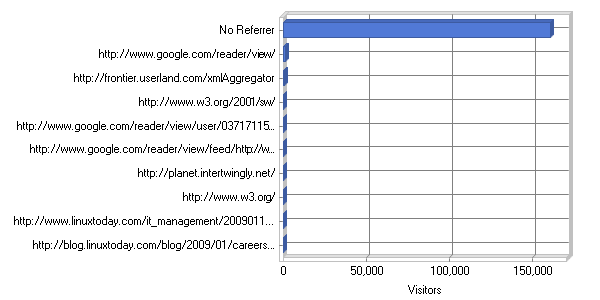 No Referrer
http://www.google.com/reader/view/
http://frontier.userland.com/xmlAggregator
http://www.w3.org/2001/sw/
http://www.google.com/reader/view/user/03717115...
http://www.google.com/reader/view/feed/http://w...
http://planet.intertwingly.net/
http://www.w3.org/
http://www.linuxtoday.com/it_management/2009011...
http://blog.linuxtoday.com/blog/2009/01/careers...
0 50,000 100,000 150,000
Visitors